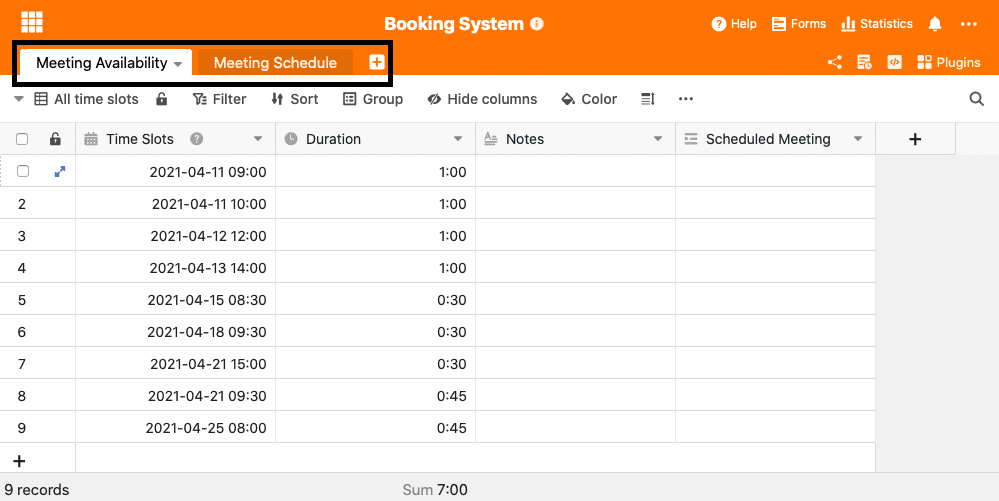 Booking System
Help Forms Statistics
Meeting Availability Meeting Schedule
Plugins
All time slots Filter Sort Group Hide columns Color
Time Slots ? Duration Notes Scheduled Meeting
2021-04-11 09:00 1:00
2 2021-04-11 10:00 1:00
3 2021-04-12 12:00 1:00
4 2021-04-13 14:00 1:00
5 2021-04-15 08:30 0:30
6 2021-04-18 09:30 0:30
7 2021-04-21 15:00 0:30
8 2021-04-21 09:30 0:45
9 2021-04-25 08:00 0:45
9 records Sum 7:00